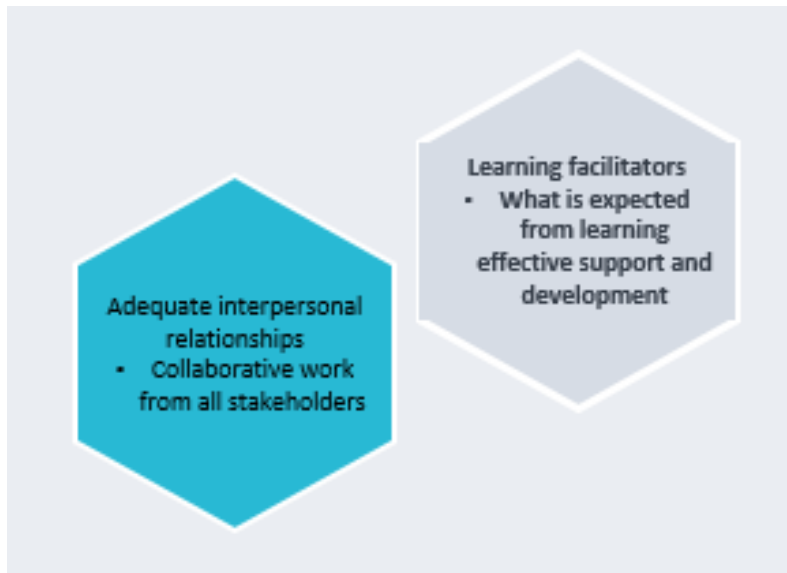 Learning facilitators
▪ What is expected
from learning
effective support and
development
Adequate interpersonal
relationships
▪ Collaborative work
from all stakeholders